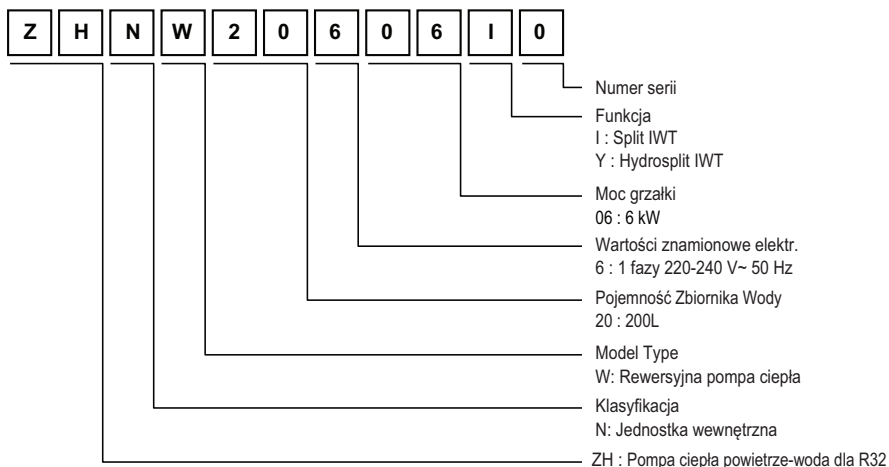 Z H N W 2 0 6 0 6 I 0
Numer serii
Funkcja
I : Split IWT
Y : Hydrosplit IWT
Moc grzałki
06 : 6 kW
Wartości znamionowe elektr.
6 : 1 fazy 220-240 V~ 50 Hz
Pojemność Zbiornika Wody
20 : 200L
Model Type
W: Rewersyjna pompa ciepła
Klasyfikacja
N: Jednostka wewnętrzna
ZH : Pompa ciepła powietrze-woda dla R32